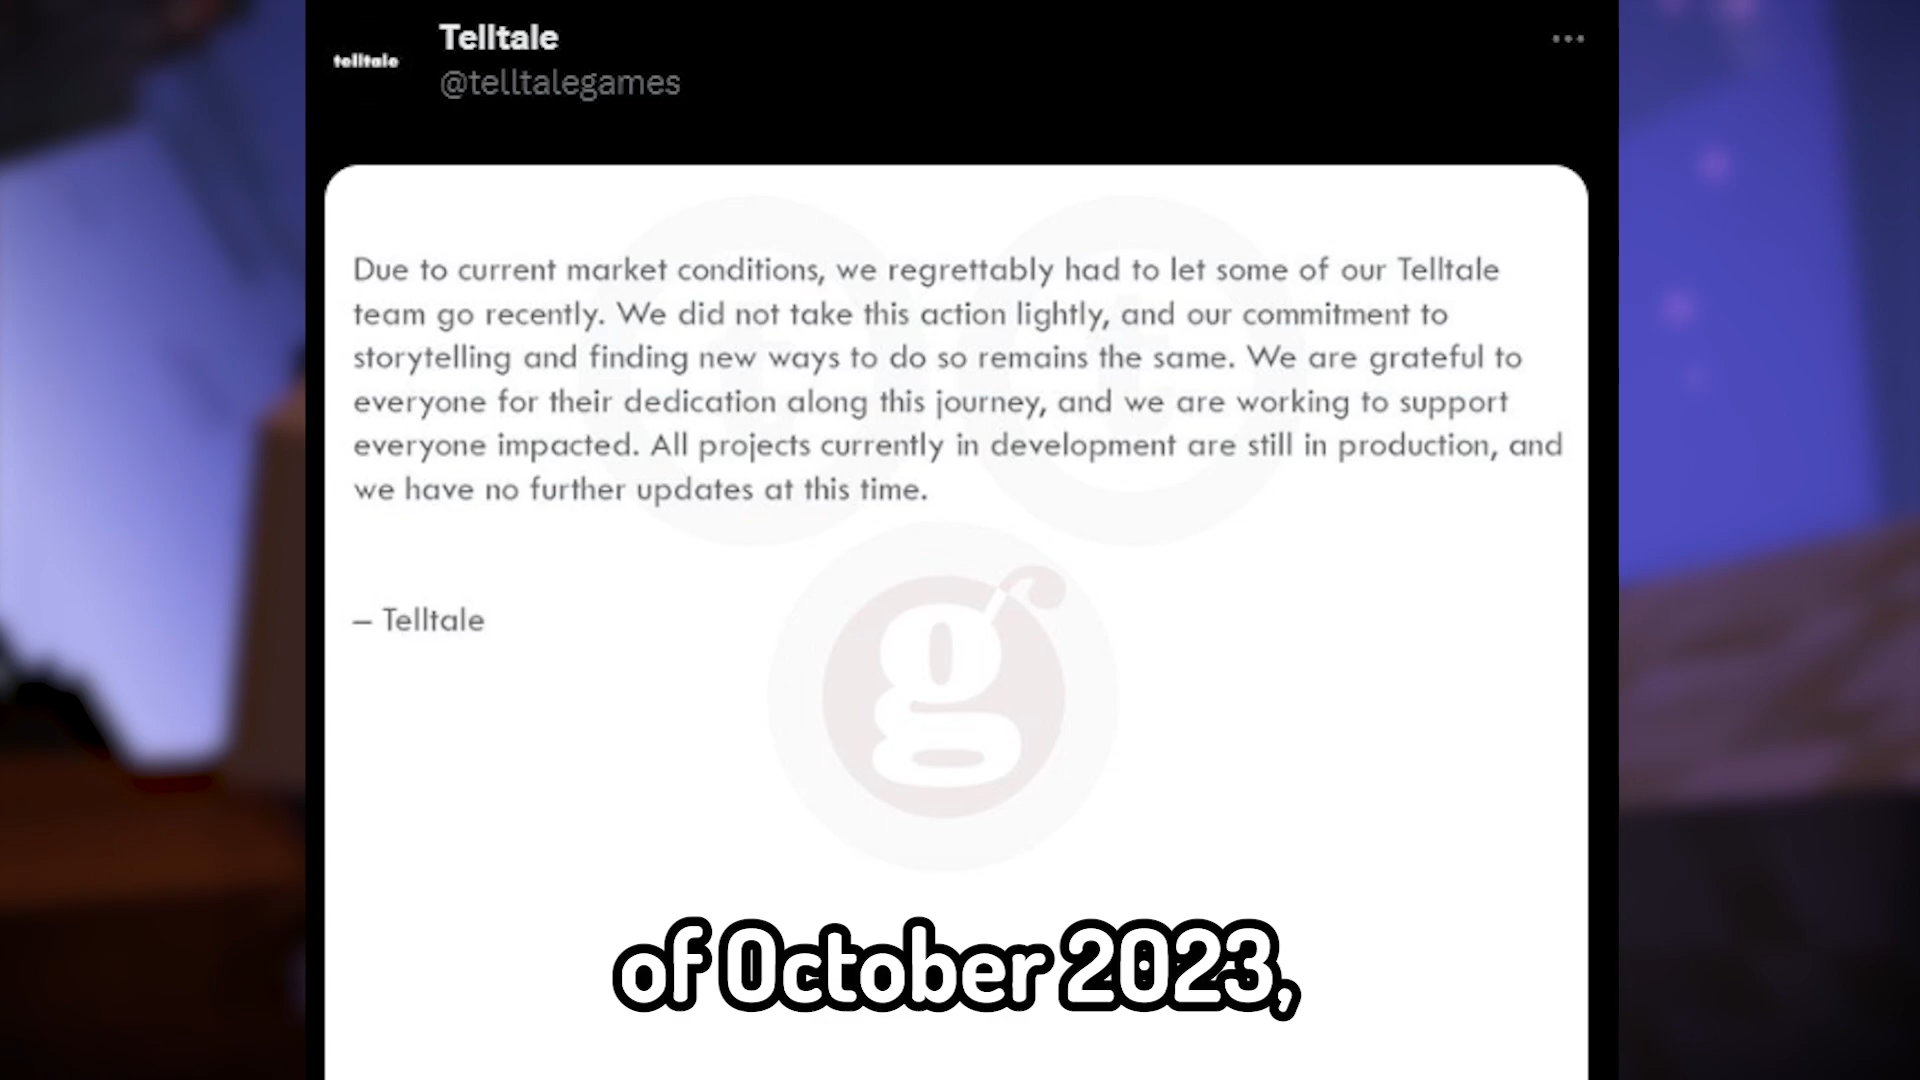 Telltale
telltale
@telltalegames
Due to current market conditions, we regrettably had to let some of our Telltale
team go recently. We did not take this action lightly, and our commitment to
storytelling and finding new ways to do so remains the same. We are grateful to
everyone for their dedication along this journey, and we are working to support
everyone impacted. All projects currently in development are still in production, and
we have no further updates at this time.
– Telltale
g
of October 2023,